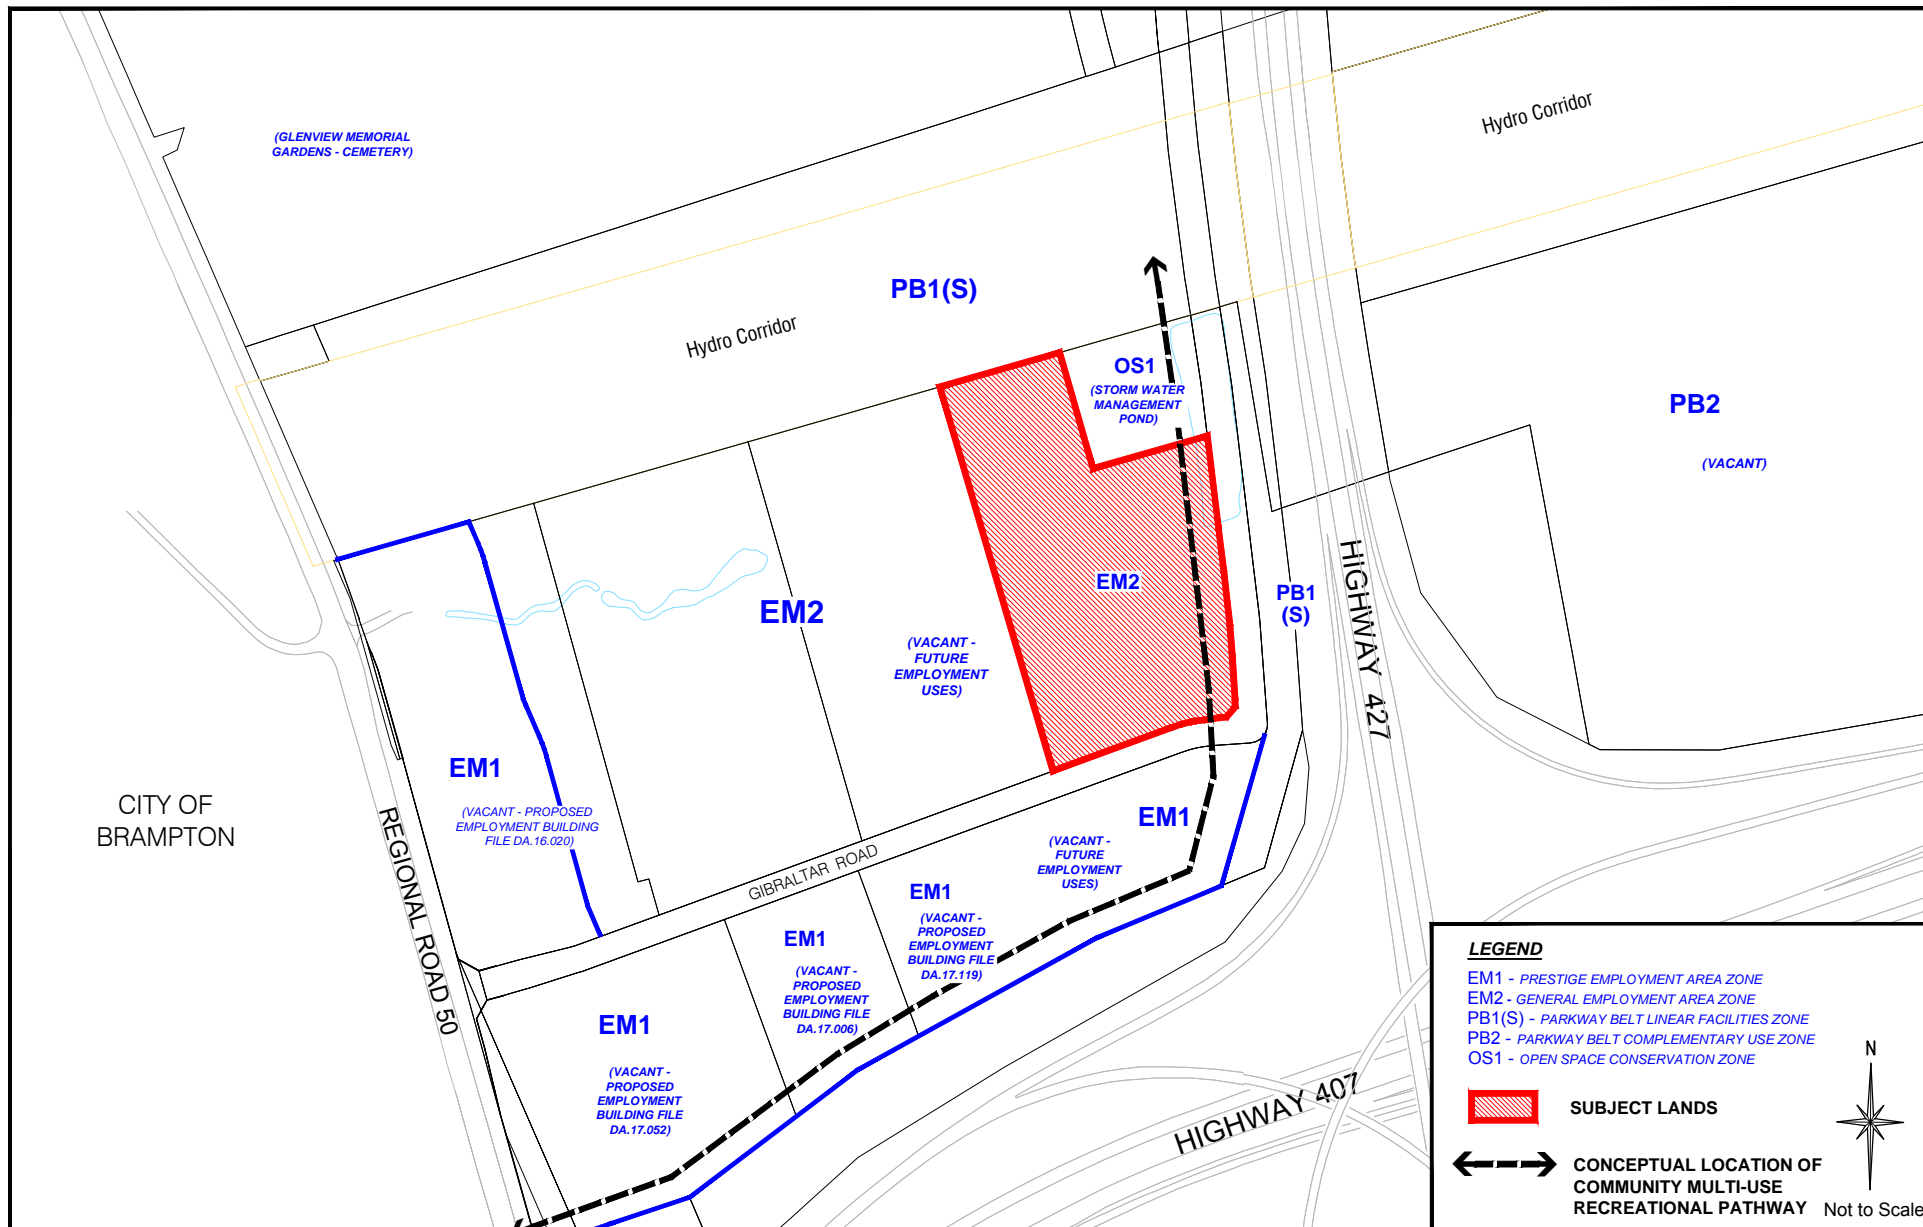 (GLENVIEW MEMORIAL
GARDENS - CEMETERY)
Hydro Corridor
PB1(S)
Hydro Corridor
OS1
(STORM WATER
MANAGEMENT
POND)
PB2
(VACANT)
EM2
EM2
(VACANT -
FUTURE
EMPLOYMENT
USES)
PB1
(S)
HIGHWAY 427
CITY OF
BRAMPTON
EM1
(VACANT - PROPOSED
EMPLOYMENT BUILDING
FILE DA.16.020)
REGIONAL ROAD 50
GIBRALTAR ROAD
EM1
(VACANT -
FUTURE
EMPLOYMENT
USES)
EM1
(VACANT -
PROPOSED
EMPLOYMENT
BUILDING FILE
DA.17.119)
EM1
(VACANT -
PROPOSED
EMPLOYMENT
BUILDING FILE
DA.17.006)
EM1
(VACANT -
PROPOSED
EMPLOYMENT
BUILDING FILE
DA.17.052)
HIGHWAY 407
LEGEND
EM1 - PRESTIGE EMPLOYMENT AREA ZONE
EM2 - GENERAL EMPLOYMENT AREA ZONE
PB1(S) - PARKWAY BELT LINEAR FACILITIES ZONE
PB2 - PARKWAY BELT COMPLEMENTARY USE ZONE
OS1 - OPEN SPACE CONSERVATION ZONE
SUBJECT LANDS
CONCEPTUAL LOCATION OF
COMMUNITY MULTI-USE
RECREATIONAL PATHWAY
N
Not to Scale